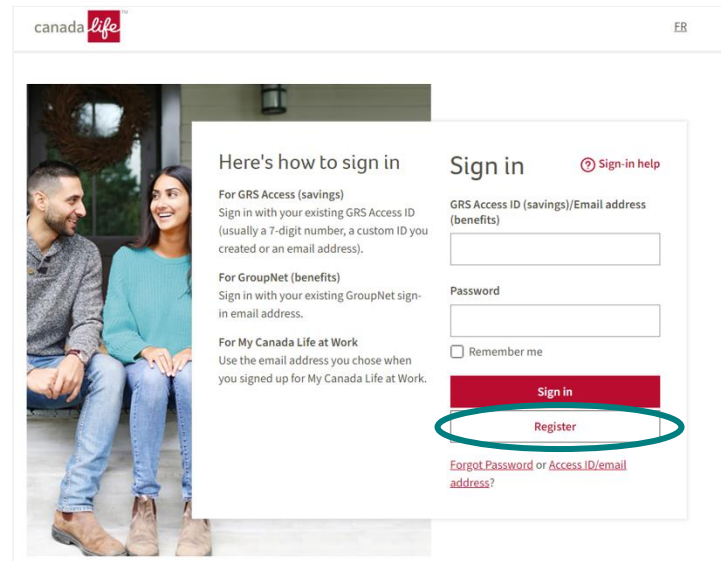 canada life™
FR
Here's how to sign in
For GRS Access (savings)
Sign in with your existing GRS Access ID
(usually a 7-digit number, a custom ID you
created or an email address).
For GroupNet (benefits)
Sign in with your existing GroupNet sign-
in email address.
For My Canada Life at Work
Use the email address you chose when
you signed up for My Canada Life at Work.
Sign in
Sign-in help
GRS Access ID (savings)/Email address
(benefits)
Password
Remember me
Sign in
Register
Forgot Password or Access ID/email
address?